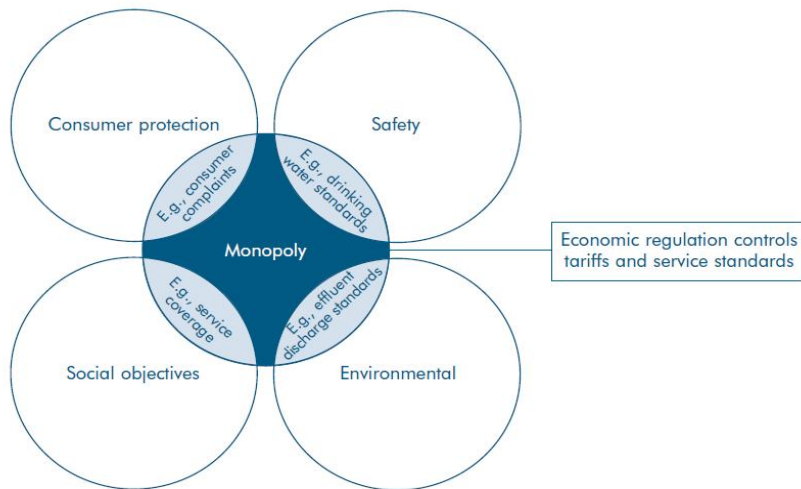 Consumer protection
Safety
E.g., consumer
complaints
E.g., drinking
water standards
Monopoly
Economic regulation controls
tariffs and service standards
E.g., service
coverage
E.g., effluent
discharge standards
Social objectives
Environmental